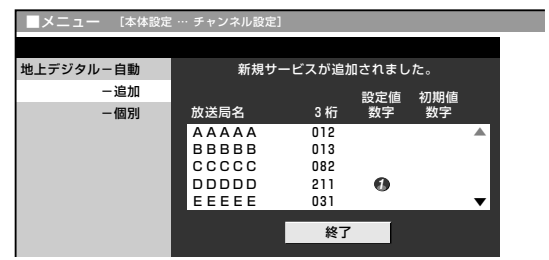 ■メニュー [本体設定 … チャンネル設定]
地上デジタル－自動
－追加
－個別
新規サービスが追加されました。
放送局名 3桁 設定値数字 初期値数字
AAAAA 012
BBBBB 013
CCCCC 082
DDDDD 211 1
EEEEE 031
終了